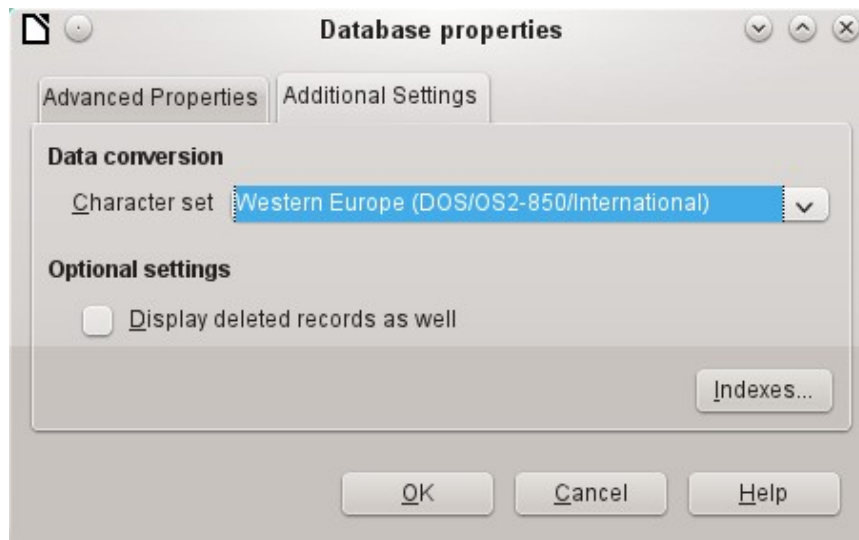 Database properties
Advanced Properties Additional Settings
Data conversion
Character set Western Europe (DOS/OS2-850/International)
Optional settings
Display deleted records as well
Indexes...
OK Cancel Help